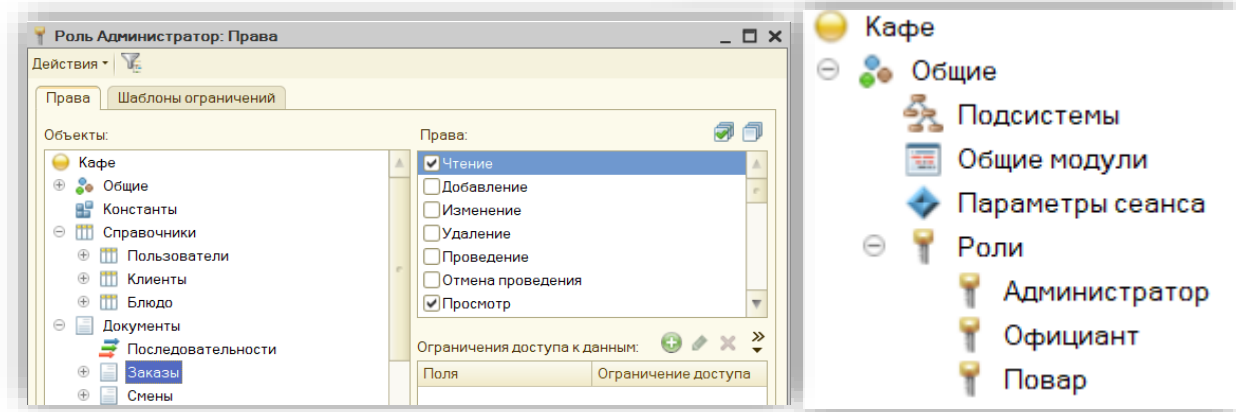 Роль Администратор: Права
Действия
Права Шаблоны ограничений
Объекты:
Кафе
Общие
Константы
Справочники
Пользователи
Клиенты
Блюдо
Документы
Последовательности
Заказы
Смены
Права:
Чтение
Добавление
Изменение
Удаление
Проведение
Отмена проведения
Просмотр
Ограничения доступа к данным:
Поля Ограничение доступа
Кафе
Общие
Подсистемы
Общие модули
Параметры сеанса
Роли
Администратор
Официант
Повар